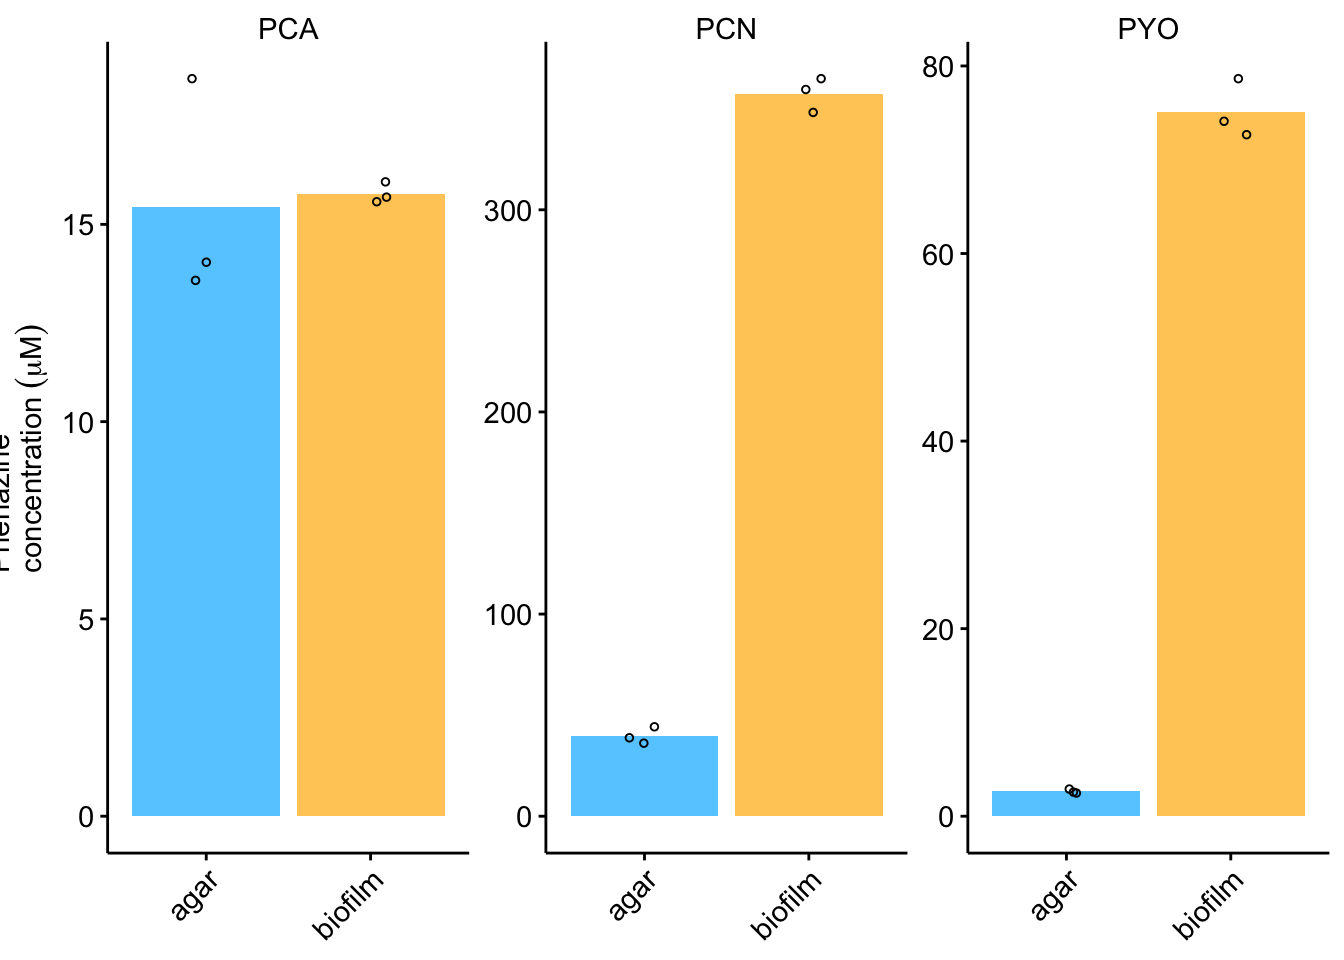 PCA
PCN
PYO
concentration (μM)
15
10
5
0
300
200
100
0
80
60
40
20
0
agar
biofilm
agar
biofilm
agar
biofilm